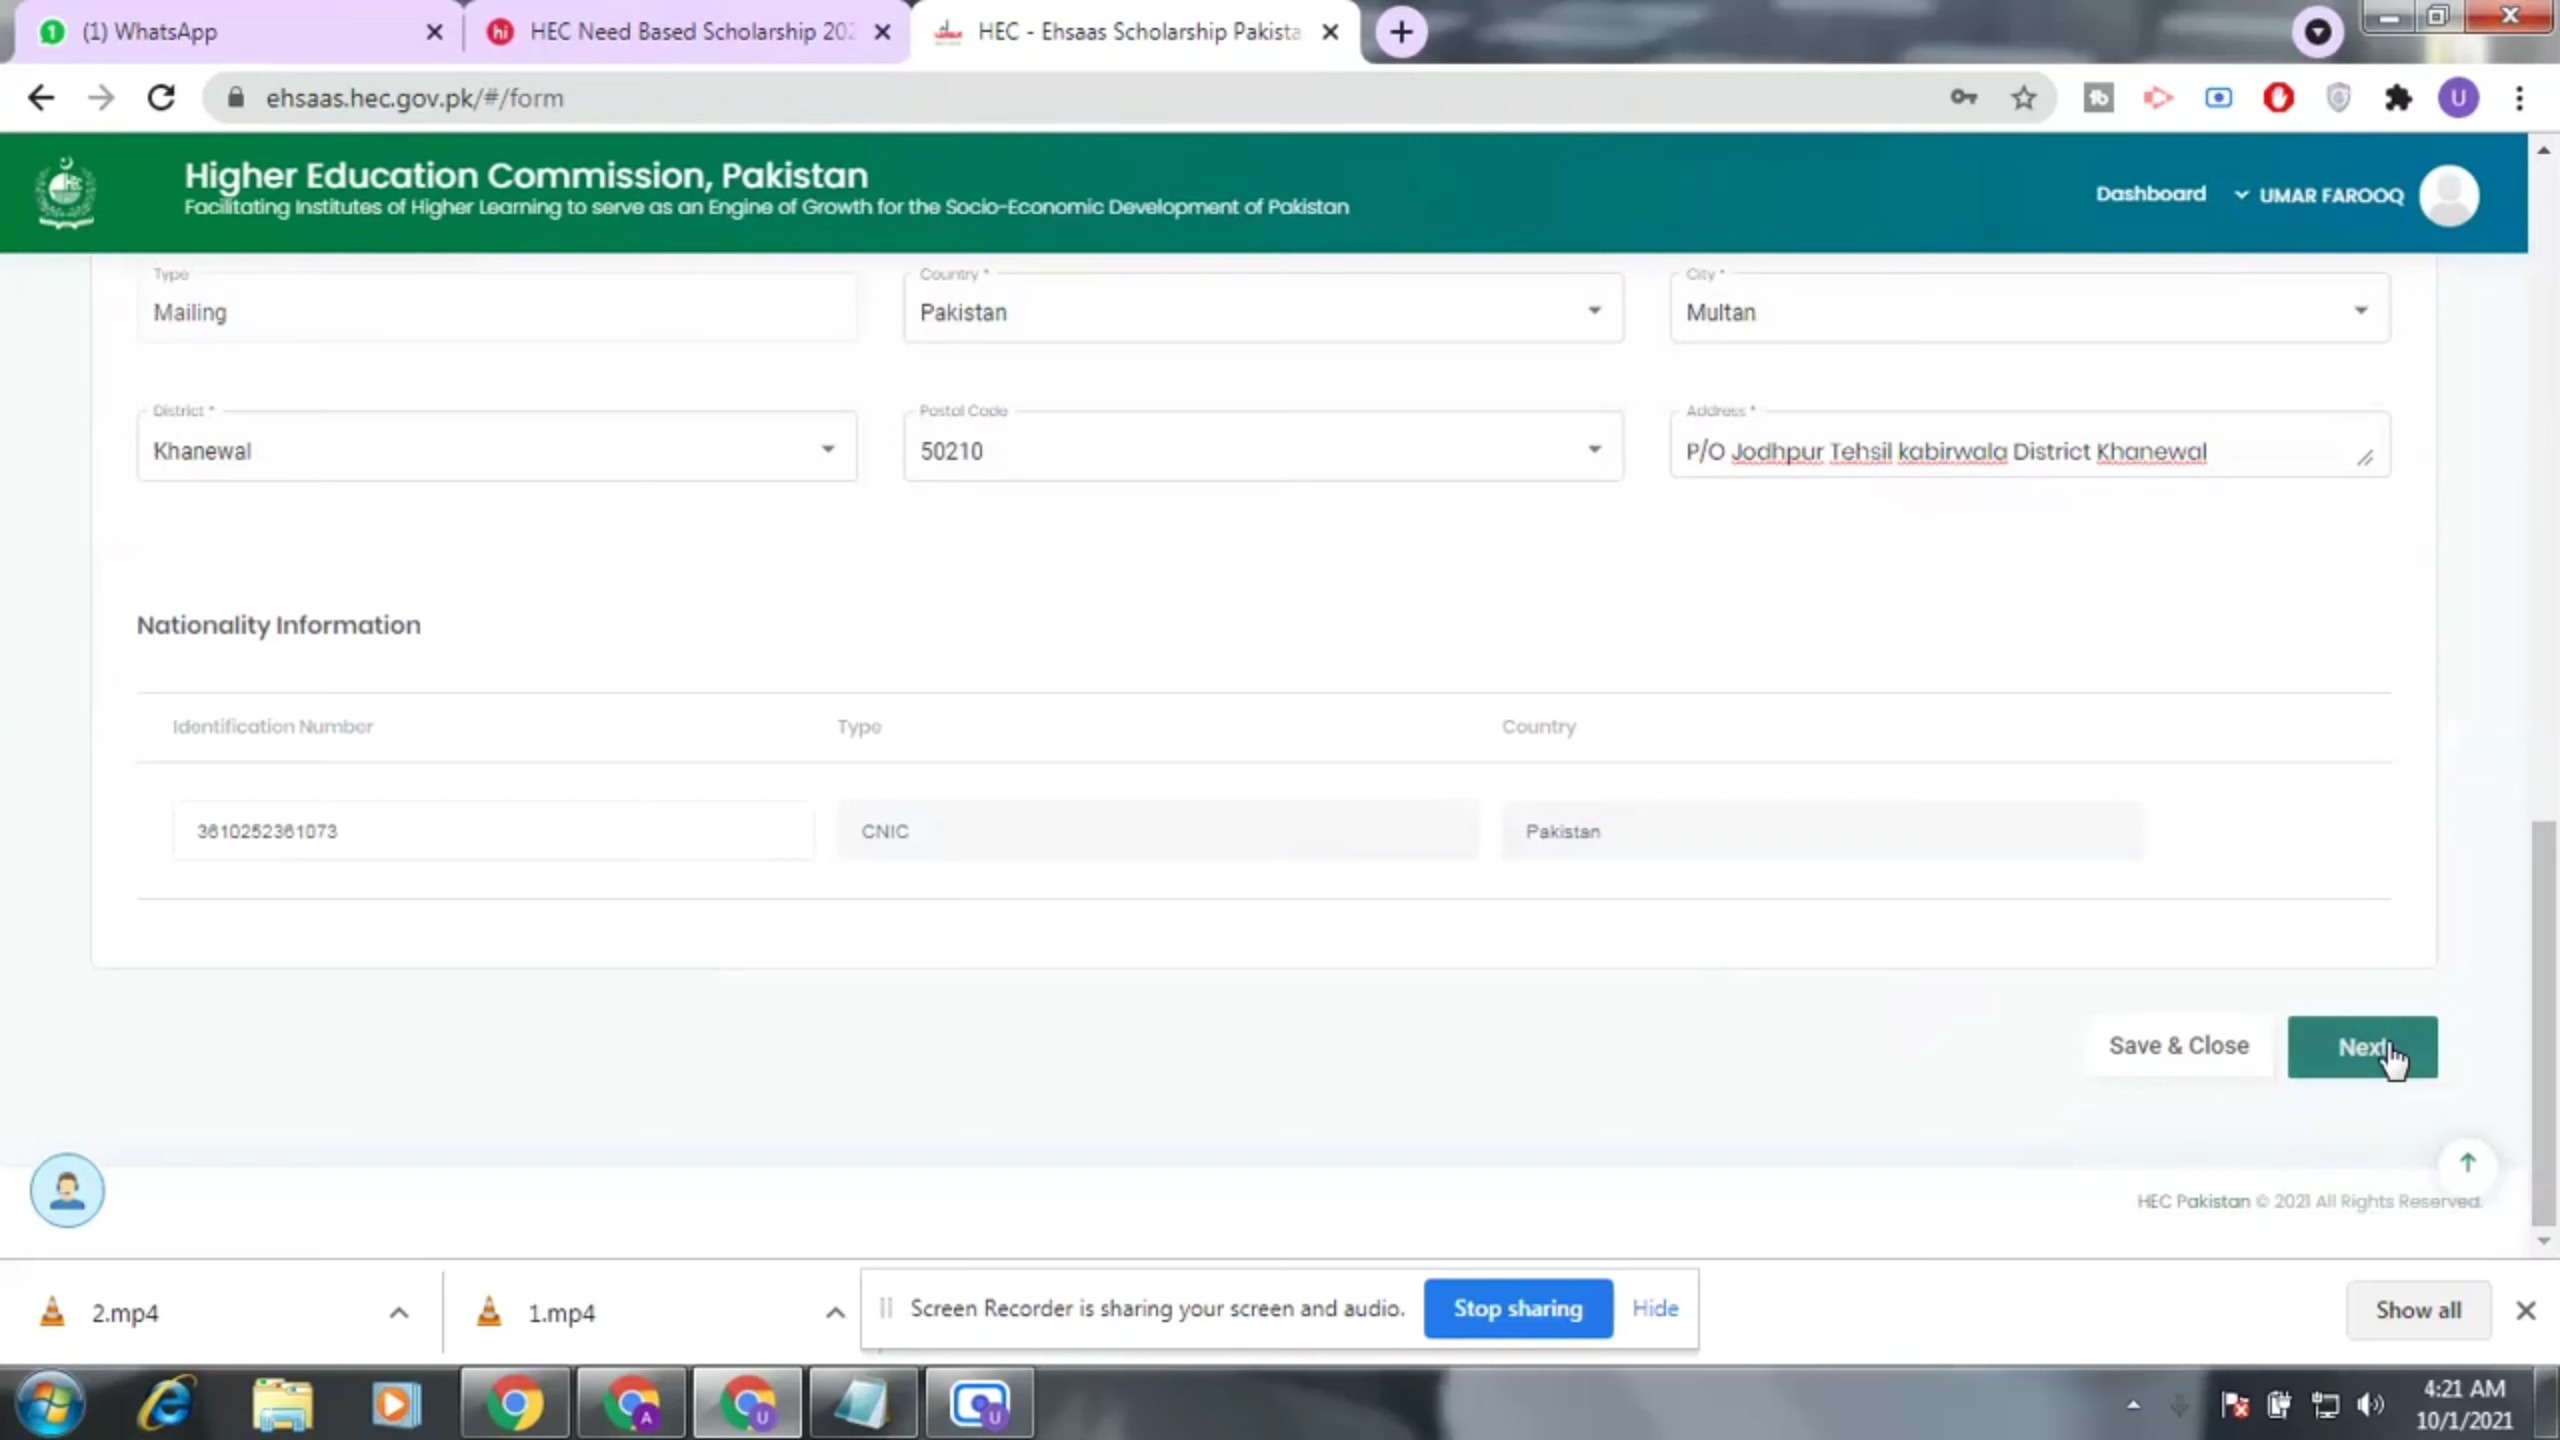 (1) WhatsApp
HEC Need Based Scholarship 202
HEC - Ehsaas Scholarship Pakista
ehsaas.hec.gov.pk/#/form
Higher Education Commission, Pakistan
Facilitating Institutes of Higher Learning to serve as an Engine of Growth for the Socio-Economic Development of Pakistan
Dashboard
UMAR FAROOQ
Type
Country *
City *
Mailing
Pakistan
Multan
District *
Postal Code
Address *
Khanewal
50210
P/O Jodhpur Tehsil kabirwala District Khanewal
Nationality Information
Identification Number
Type
Country
3610252361073
CNIC
Pakistan
Save & Close
Next
HEC Pakistan © 2021 All Rights Reserved.
2.mp4
1.mp4
Screen Recorder is sharing your screen and audio.
Stop sharing
Hide
Show all
4:21 AM
10/1/2021